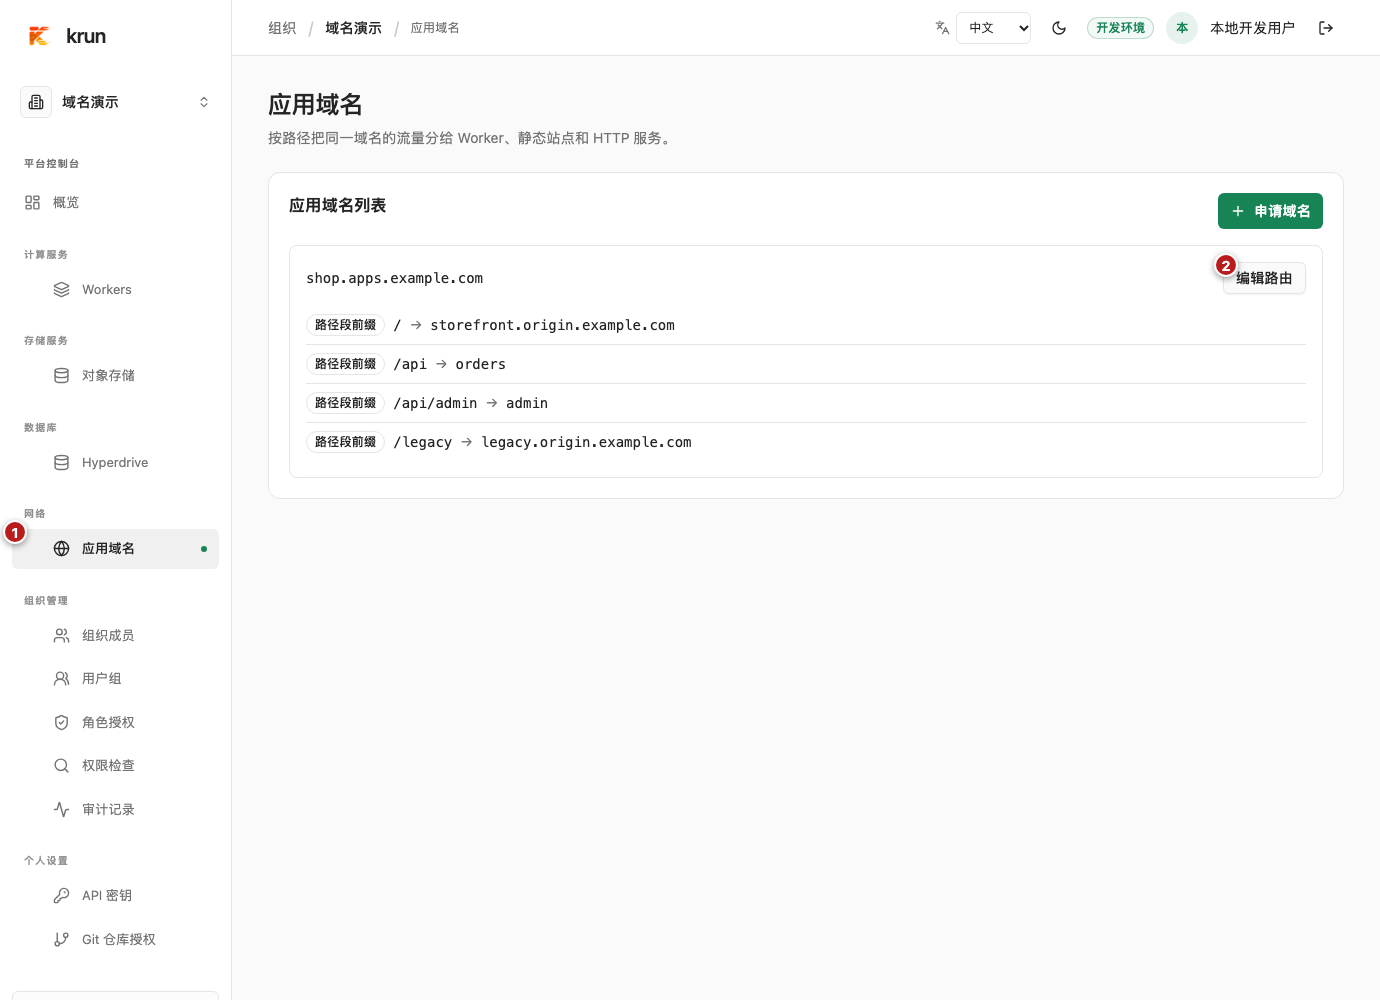 krun
域名演示
平台控制台
概览
计算服务
Workers
存储服务
对象存储
数据库
Hyperdrive
网络
1
应用域名
组织管理
组织成员
用户组
角色授权
权限检查
审计记录
个人设置
API 密钥
Git 仓库授权
组织 / 域名演示 / 应用域名
中文
开发环境
本
本地开发用户
应用域名
按路径把同一域名的流量分给 Worker、静态站点和 HTTP 服务。
应用域名列表
+ 申请域名
shop.apps.example.com
2
编辑路由
路径段前缀 / → storefront.origin.example.com
路径段前缀 /api → orders
路径段前缀 /api/admin → admin
路径段前缀 /legacy → legacy.origin.example.com